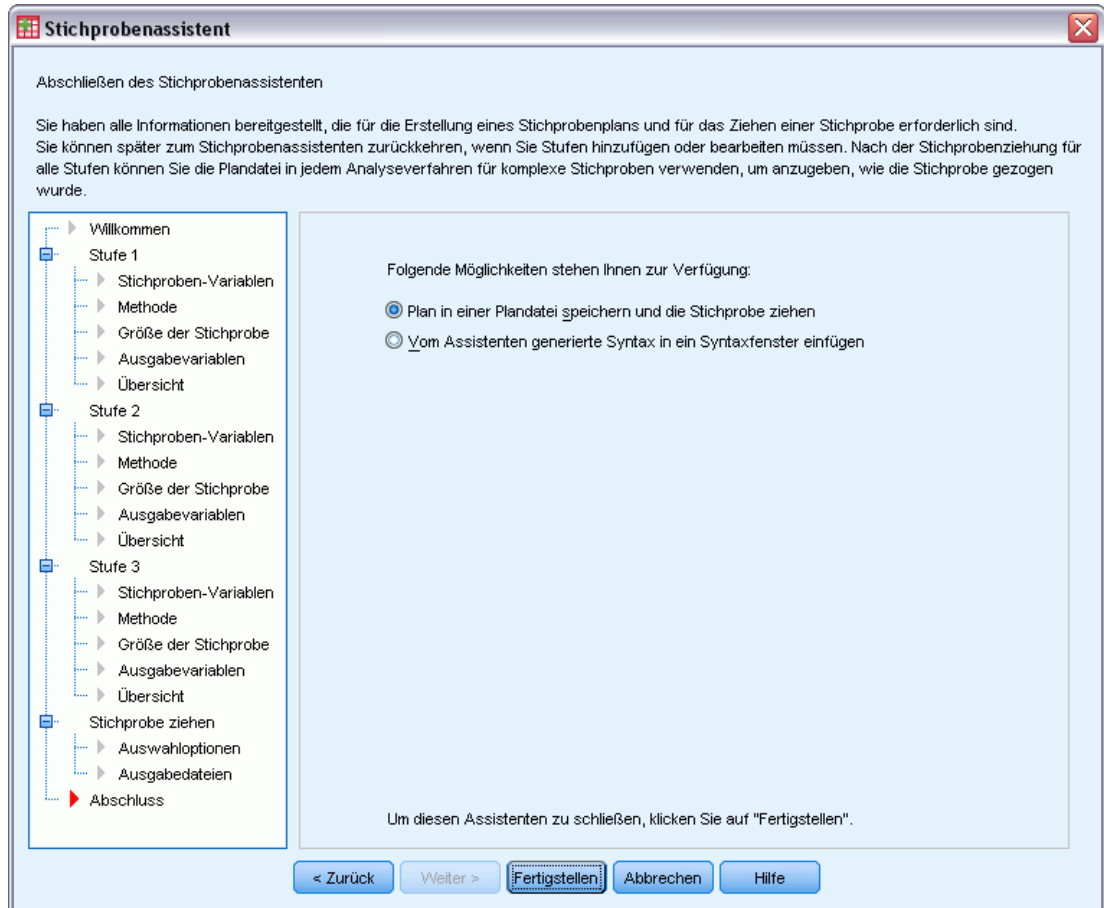 Stichprobenassistent
Abschließen des Stichprobenassistenten
Sie haben alle Informationen bereitgestellt, die für die Erstellung eines Stichprobenplans und für das Ziehen einer Stichprobe erforderlich sind.
Sie können später zum Stichprobenassistenten zurückkehren, wenn Sie Stufen hinzufügen oder bearbeiten müssen. Nach der Stichprobenziehung für
alle Stufen können Sie die Plandatei in jedem Analyseverfahren für komplexe Stichproben verwenden, um anzugeben, wie die Stichprobe gezogen
wurde.
Willkommen
Stufe 1
Stichproben-Variablen
Methode
Größe der Stichprobe
Ausgabevariablen
Übersicht
Stufe 2
Stichproben-Variablen
Methode
Größe der Stichprobe
Ausgabevariablen
Übersicht
Stufe 3
Stichproben-Variablen
Methode
Größe der Stichprobe
Ausgabevariablen
Übersicht
Stichprobe ziehen
Auswahloptionen
Ausgabedateien
Abschluss
Folgende Möglichkeiten stehen Ihnen zur Verfügung:
Plan in einer Plandatei speichern und die Stichprobe ziehen
Vom Assistenten generierte Syntax in ein Syntaxfenster einfügen
Um diesen Assistenten zu schließen, klicken Sie auf "Fertigstellen".
< Zurück
Weiter >
Fertigstellen
Abbrechen
Hilfe